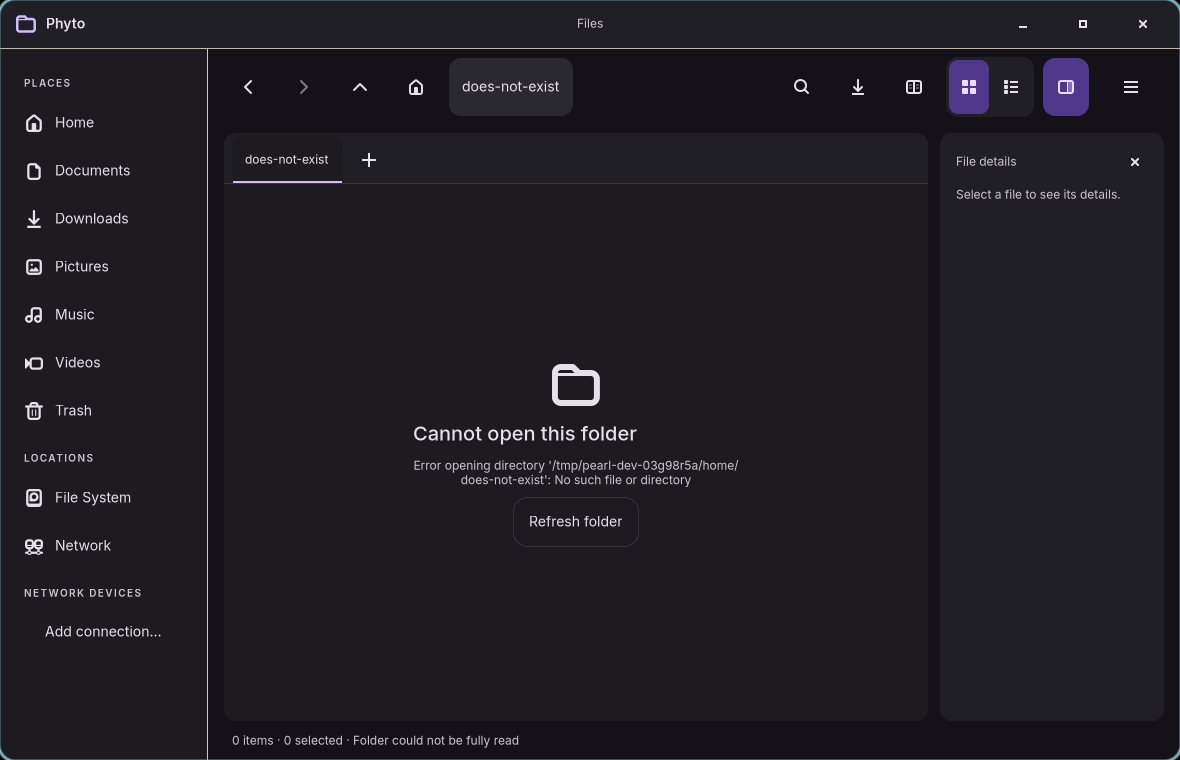 Phyto
Files
PLACES
Home
Documents
Downloads
Pictures
Music
Videos
Trash
LOCATIONS
File System
Network
NETWORK DEVICES
Add connection...
does-not-exist
does-not-exist
Cannot open this folder
Error opening directory '/tmp/pearl-dev-03g98r5a/home/
does-not-exist': No such file or directory
Refresh folder
File details
Select a file to see its details.
0 items · 0 selected · Folder could not be fully read